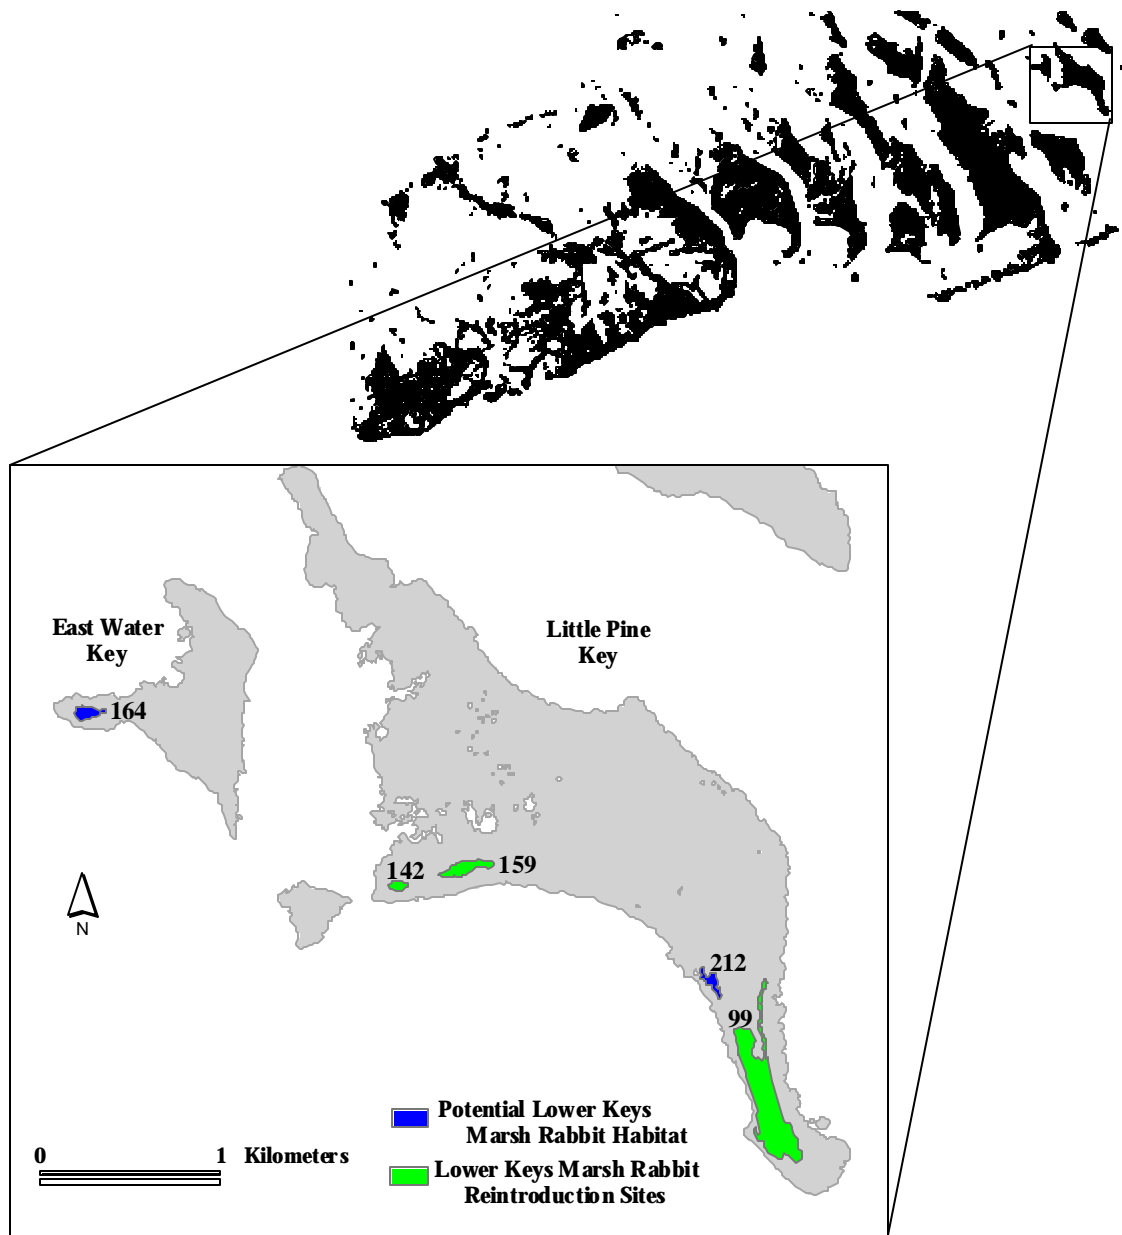 East Water
Key
Little Pine
Key
164
142
159
212
99
N
Potential Lower Keys
Marsh Rabbit Habitat
0 1 Kilometers
Lower Keys Marsh Rabbit
Reintroduction Sites